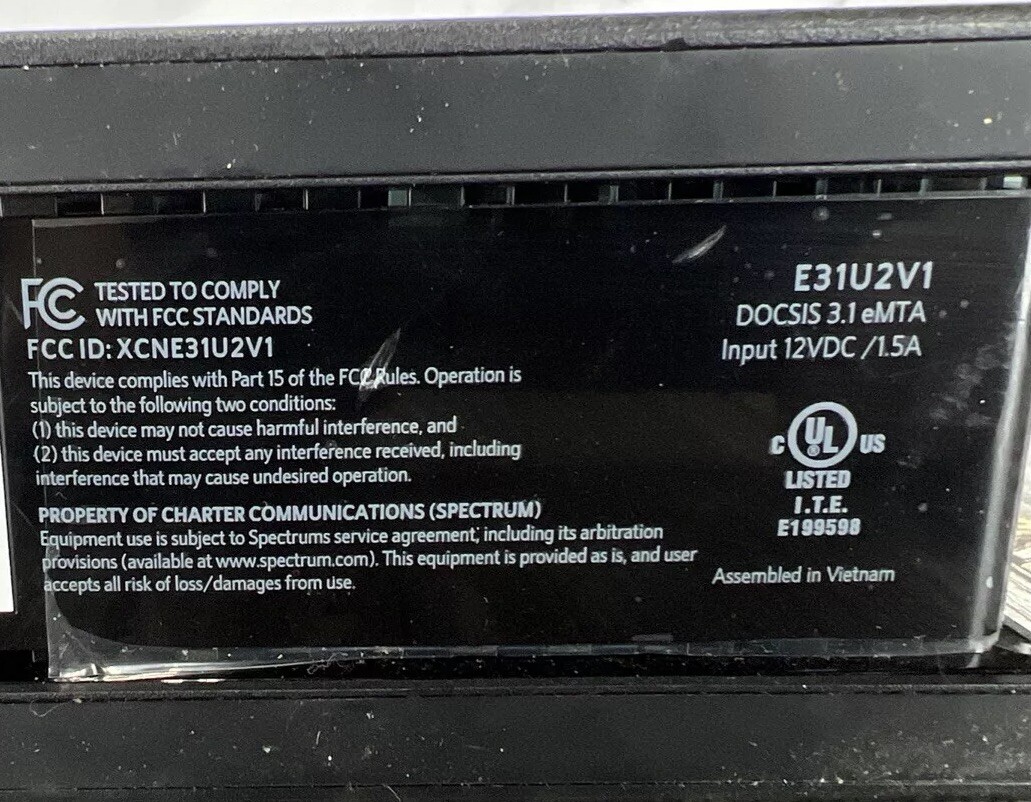 FC TESTED TO COMPLY
WITH FCC STANDARDS
FCC ID: XCNE31U2V1
This device complies with Part 15 of the FCC Rules. Operation is
subject to the following two conditions:
(1) this device may not cause harmful interference, and
(2) this device must accept any interference received, including
interference that may cause undesired operation.
PROPERTY OF CHARTER COMMUNICATIONS (SPECTRUM)
Equipment use is subject to Spectrums service agreement, including its arbitration
provisions (available at www.spectrum.com). This equipment is provided as is, and user
accepts all risk of loss/damages from use.
E31U2V1
DOCSIS 3.1 eMTA
Input 12VDC /1.5A
C UL® US
LISTED
I.T.E.
E199598
Assembled in Vietnam